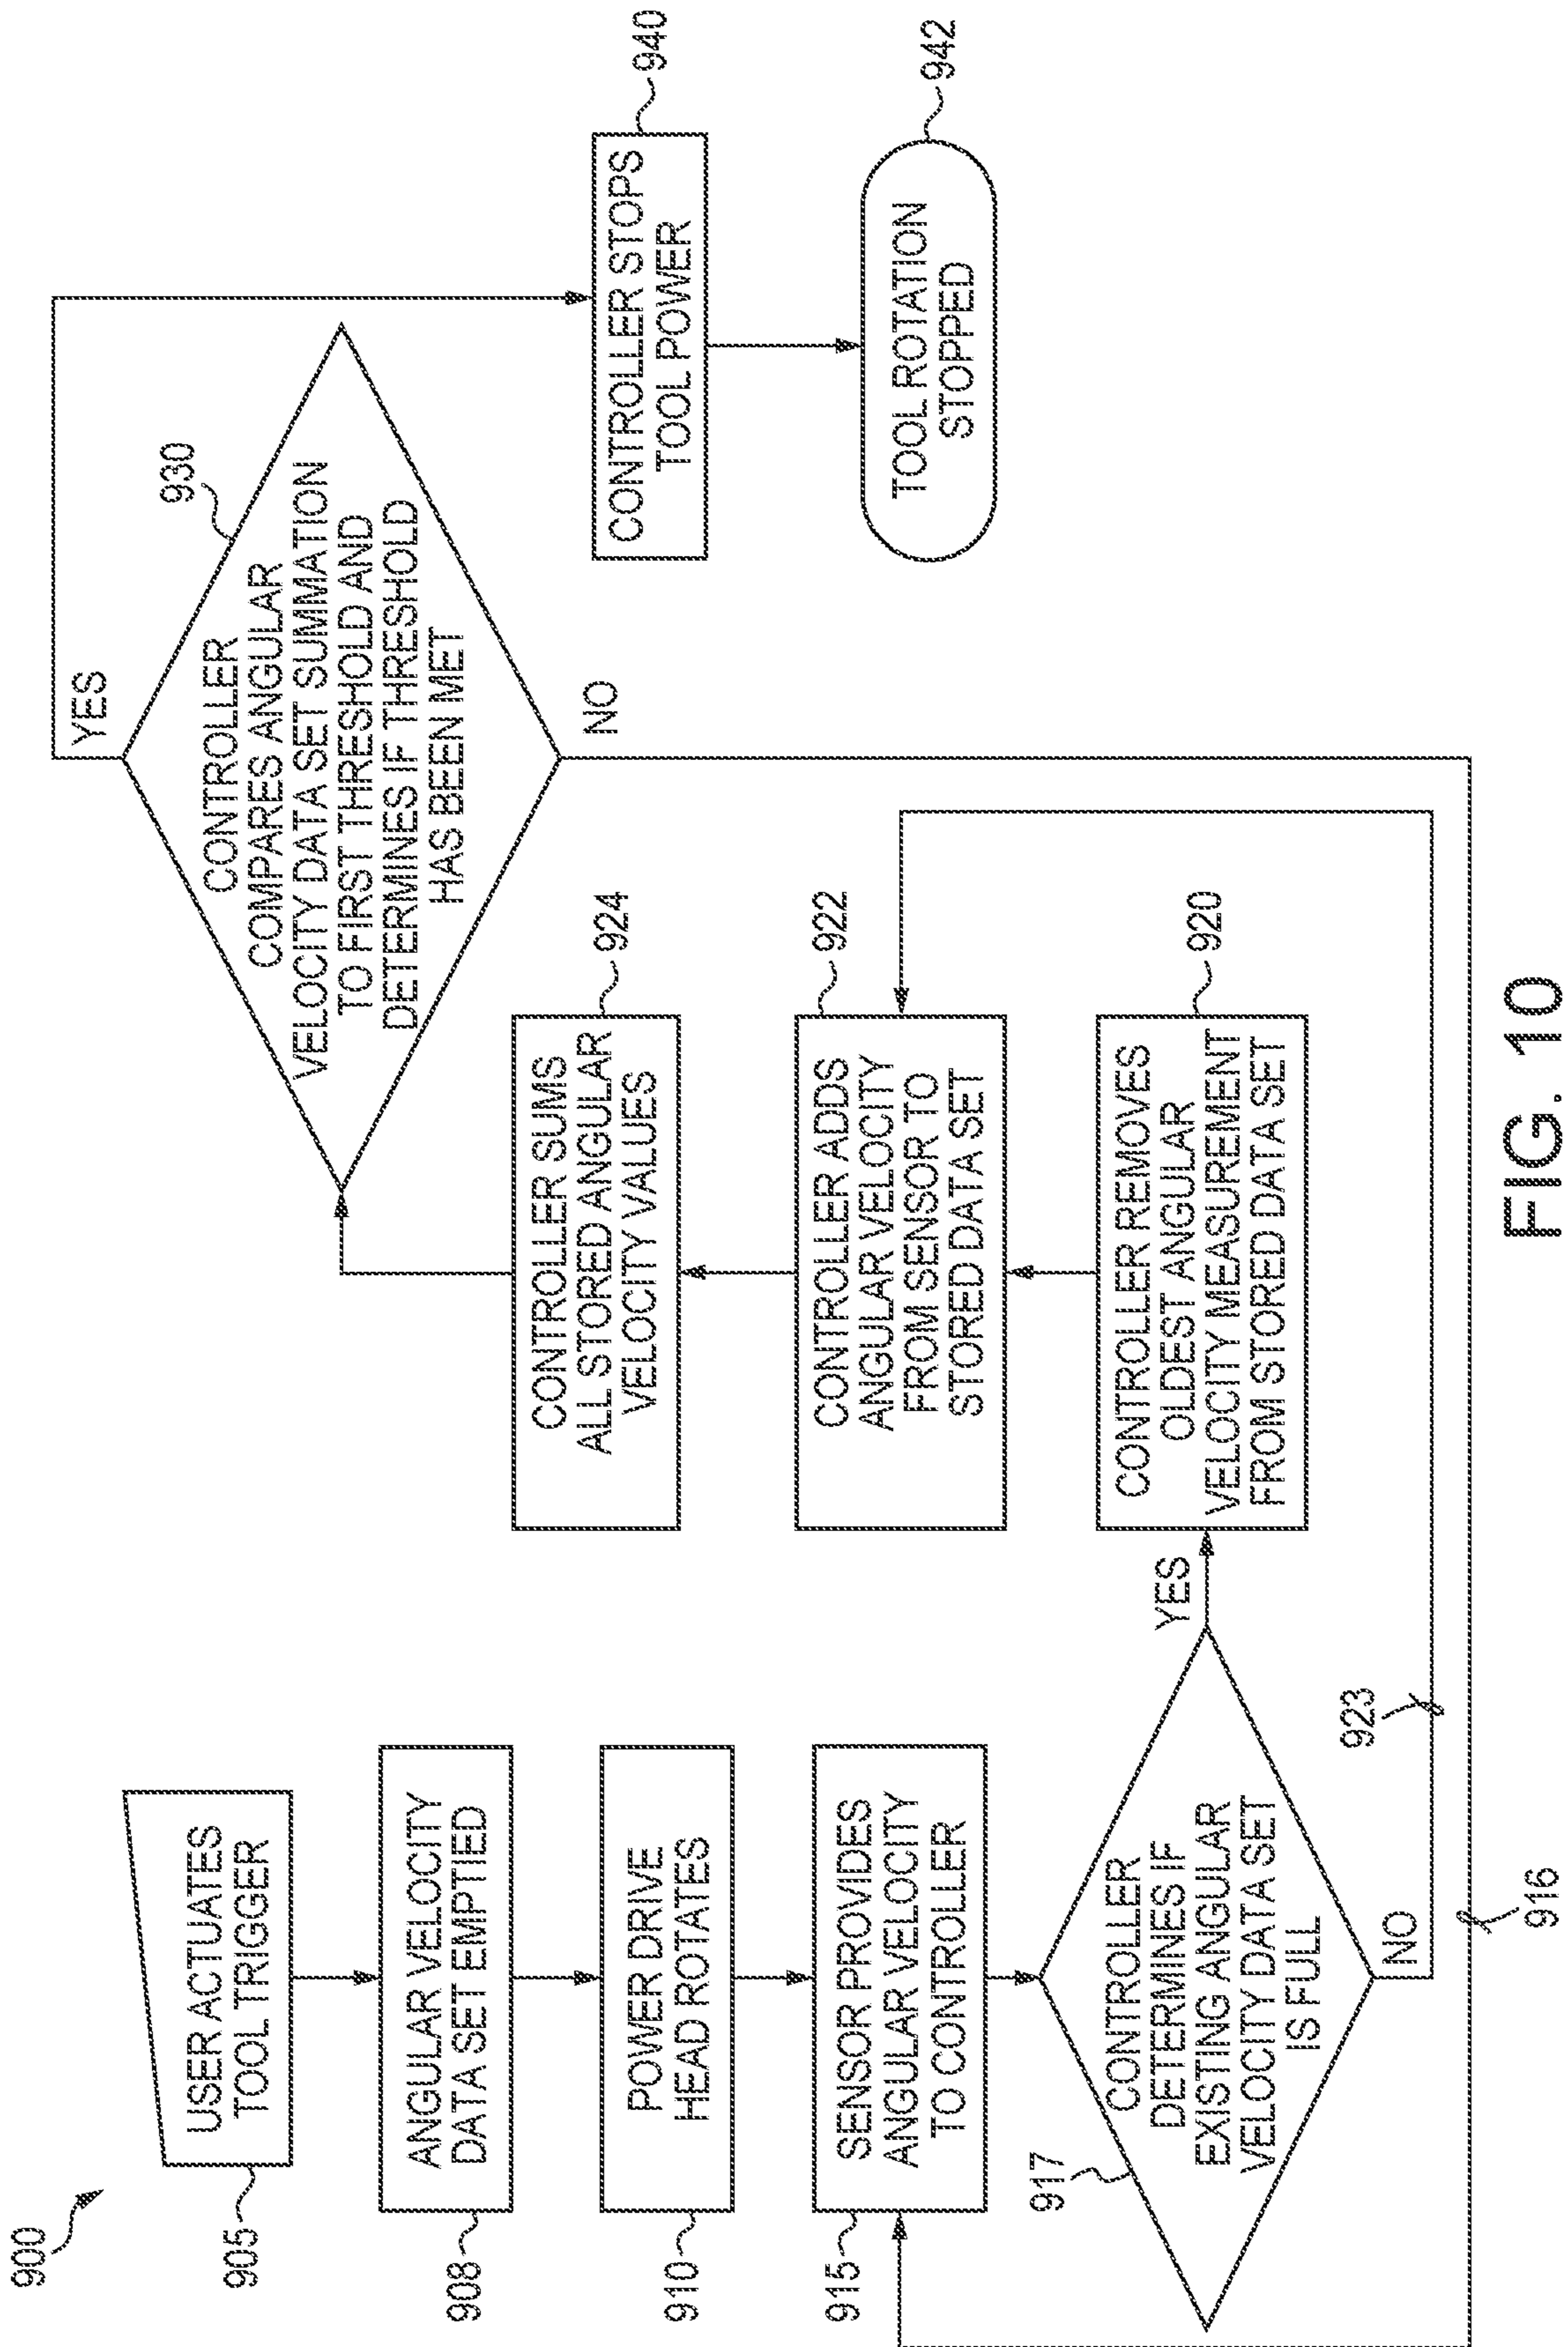 900
905
USER ACTUATES
TOOL TRIGGER
908
ANGULAR VELOCITY
DATA SET EMPTIED
910
POWER DRIVE
HEAD ROTATES
915
SENSOR PROVIDES
ANGULAR VELOCITY
TO CONTROLLER
917
CONTROLLER
DETERMINES IF
EXISTING ANGULAR
VELOCITY DATA SET
IS FULL
YES
NO
923
916
920
CONTROLLER REMOVES
OLDEST ANGULAR
VELOCITY MEASUREMENT
FROM STORED DATA SET
922
CONTROLLER ADDS
ANGULAR VELOCITY
FROM SENSOR TO
STORED DATA SET
924
CONTROLLER SUMS
ALL STORED ANGULAR
VELOCITY VALUES
930
CONTROLLER
COMPARES ANGULAR
VELOCITY DATA SET SUMMATION
TO FIRST THRESHOLD AND
DETERMINES IF THRESHOLD
HAS BEEN MET
YES
NO
940
CONTROLLER STOPS
TOOL POWER
942
TOOL ROTATION
STOPPED
FIG. 10